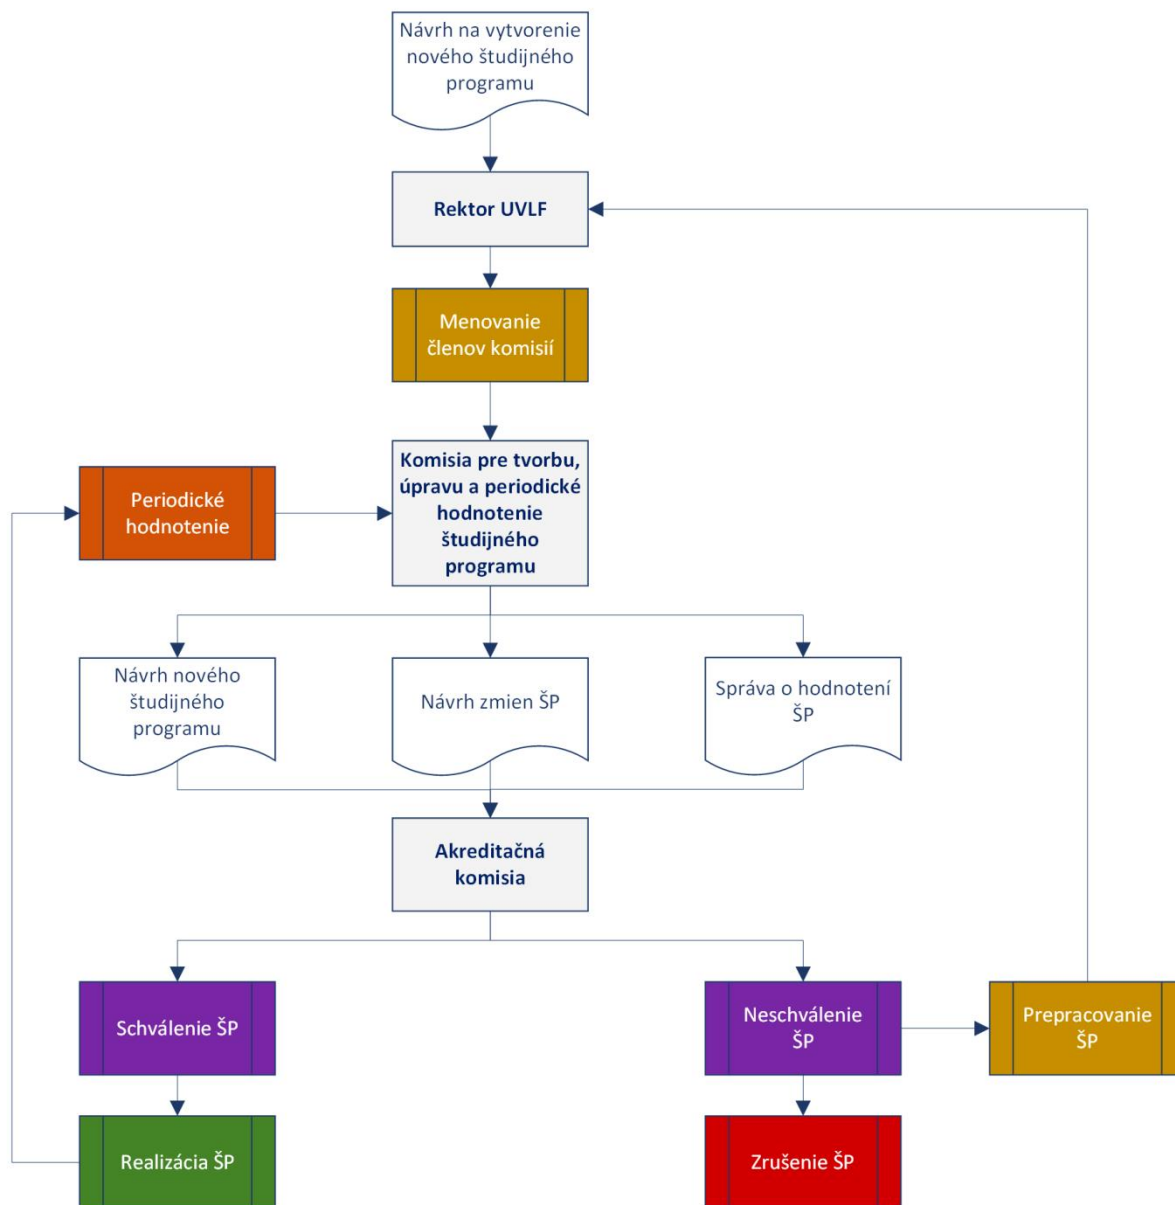 Návrh na vytvorenie
nového študijného
programu
Rektor UVLF
Menovanie
členov komisií
Komisia pre tvorbu,
úpravu a periodické
hodnotenie
študijného
programu
Periodické
hodnotenie
Návrh nového
študijného
programu
Návrh zmien ŠP
Správa o hodnotení
ŠP
Akreditačná
komisia
Schválenie ŠP
Neschválenie
ŠP
Prepracovanie
ŠP
Realizácia ŠP
Zrušenie ŠP